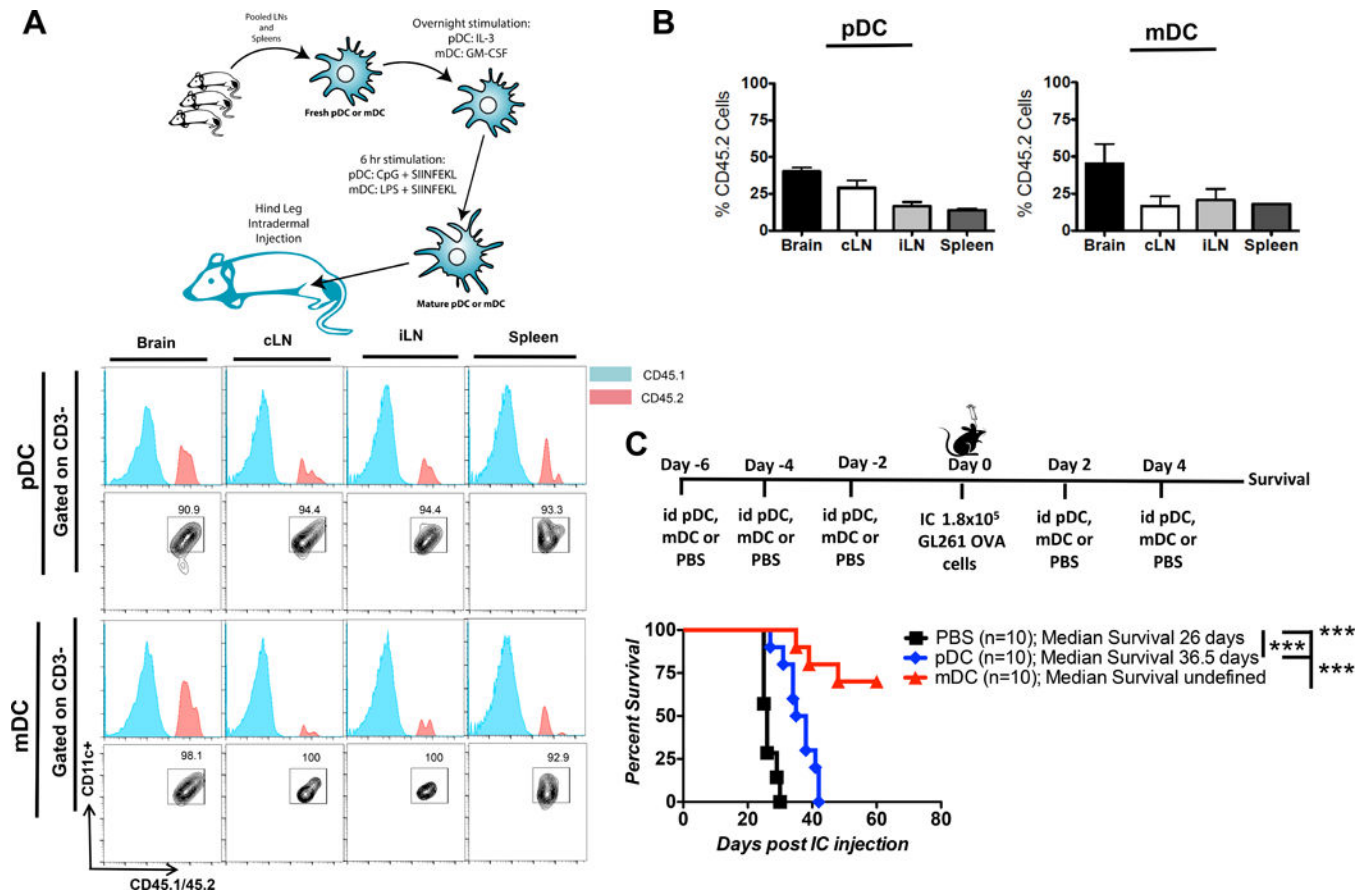 A
Pooled LNs
and
Spleens
Fresh pDC or mDC
Overnight stimulation:
pDC: IL-3
mDC: GM-CSF
6 hr stimulation:
pDC: CpG + SIINFEKL
mDC: LPS + SIINFEKL
Hind Leg
Intradermal
Injection
Mature pDC or mDC
Brain
cLN
iLN
Spleen
CD45.1
CD45.2
pDC
Gated on CD3-
90.9
94.4
94.4
93.3
mDC
Gated on CD3-
98.1
100
100
92.9
CD11c+
CD45.1/45.2
B
pDC
% CD45.2 Cells
100
75
50
25
0
Brain
cLN
iLN
Spleen
mDC
% CD45.2 Cells
100
75
50
25
0
Brain
cLN
iLN
Spleen
C
Day -6
Day -4
Day -2
Day 0
Day 2
Day 4
Survival
id pDC,
mDC or
PBS
id pDC,
mDC or
PBS
id pDC,
mDC or
PBS
IC 1.8x10⁵
GL261 OVA
cells
id pDC,
mDC or
PBS
id pDC,
mDC or
PBS
Percent Survival
100
75
50
25
0
0
20
40
60
80
Days post IC injection
PBS (n=10); Median Survival 26 days
pDC (n=10); Median Survival 36.5 days
mDC (n=10); Median Survival undefined
***
***
***